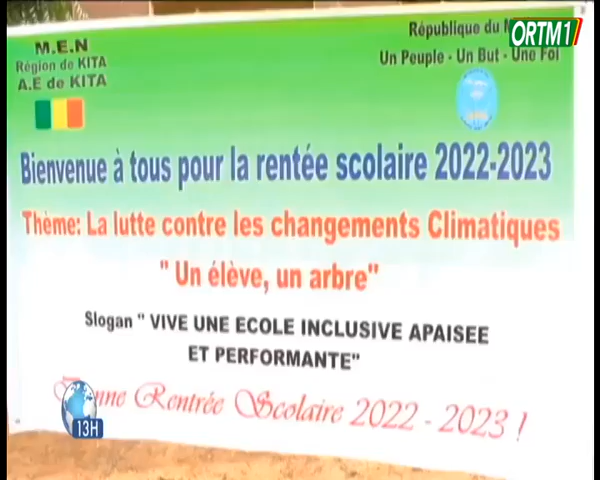 M.E.N
Région de KITA
A.E de KITA
République du
Un Peuple - Un But - Une Foi
ORTM1
Bienvenue à tous pour la rentée scolaire 2022-2023
Thème: La lutte contre les changements Climatiques
" Un élève, un arbre"
Slogan " VIVE UNE ECOLE INCLUSIVE APAISEE
ET PERFORMANTE"
Rentrée Scolaire 2022 - 2023 !
13H